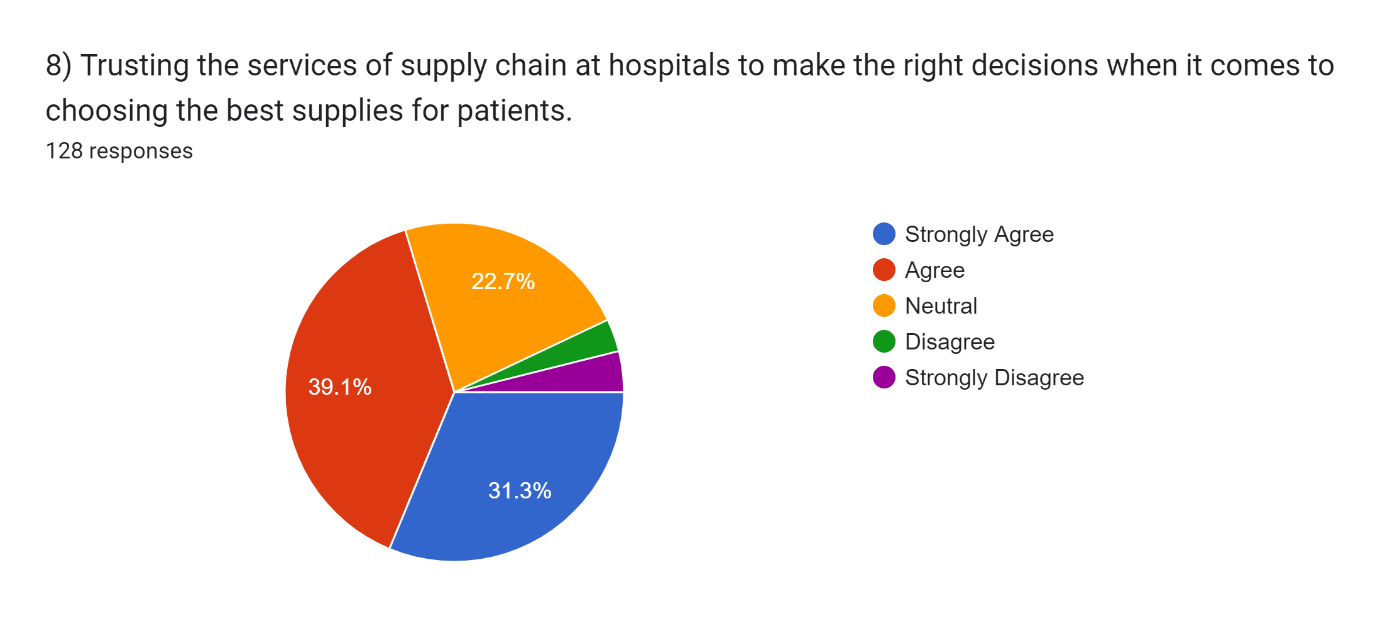 8) Trusting the services of supply chain at hospitals to make the right decisions when it comes to
choosing the best supplies for patients.
128 responses
22.7%
39.1%
31.3%
Strongly Agree
Agree
Neutral
Disagree
Strongly Disagree